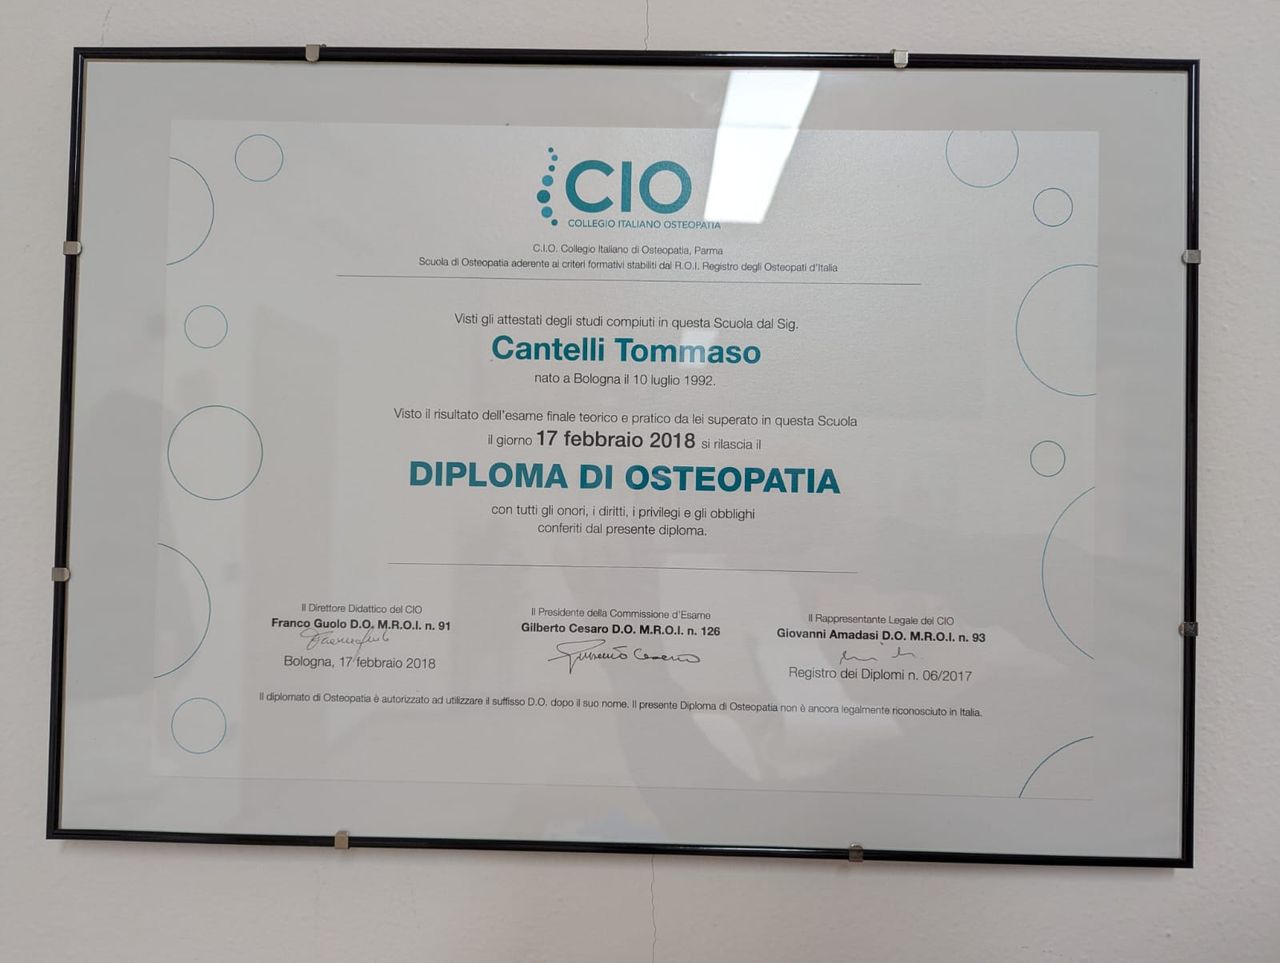 CIO
COLLEGIO ITALIANO OSTEOPATIA
C.I.O. Collegio Italiano di Osteopatia, Parma
Scuola di Osteopatia aderente ai criteri formativi stabiliti dal R.O.I. Registro degli Osteopati d'Italia
Visti gli attestati degli studi compiuti in questa Scuola dal Sig.
Cantelli Tommaso
nato a Bologna il 10 luglio 1992.
Visto il risultato dell'esame finale teorico e pratico da lei superato in questa Scuola
il giorno 17 febbraio 2018 si rilascia il
DIPLOMA DI OSTEOPATIA
con tutti gli onori, i diritti, i privilegi e gli obblighi
conferiti dal presente diploma.
Il Direttore Didattico del CIO
Franco Guolo D.O. M.R.O.I. n. 91
Bologna, 17 febbraio 2018
Il Presidente della Commissione d'Esame
Gilberto Cesaro D.O. M.R.O.I. n. 126
Il Rappresentante Legale del CIO
Giovanni Amadasi D.O. M.R.O.I. n. 93
Registro dei Diplomi n. 06/2017
Il diplomato di Osteopatia è autorizzato ad utilizzare il suffisso D.O. dopo il suo nome. Il presente Diploma di Osteopatia non è ancora legalmente riconosciuto in Italia.